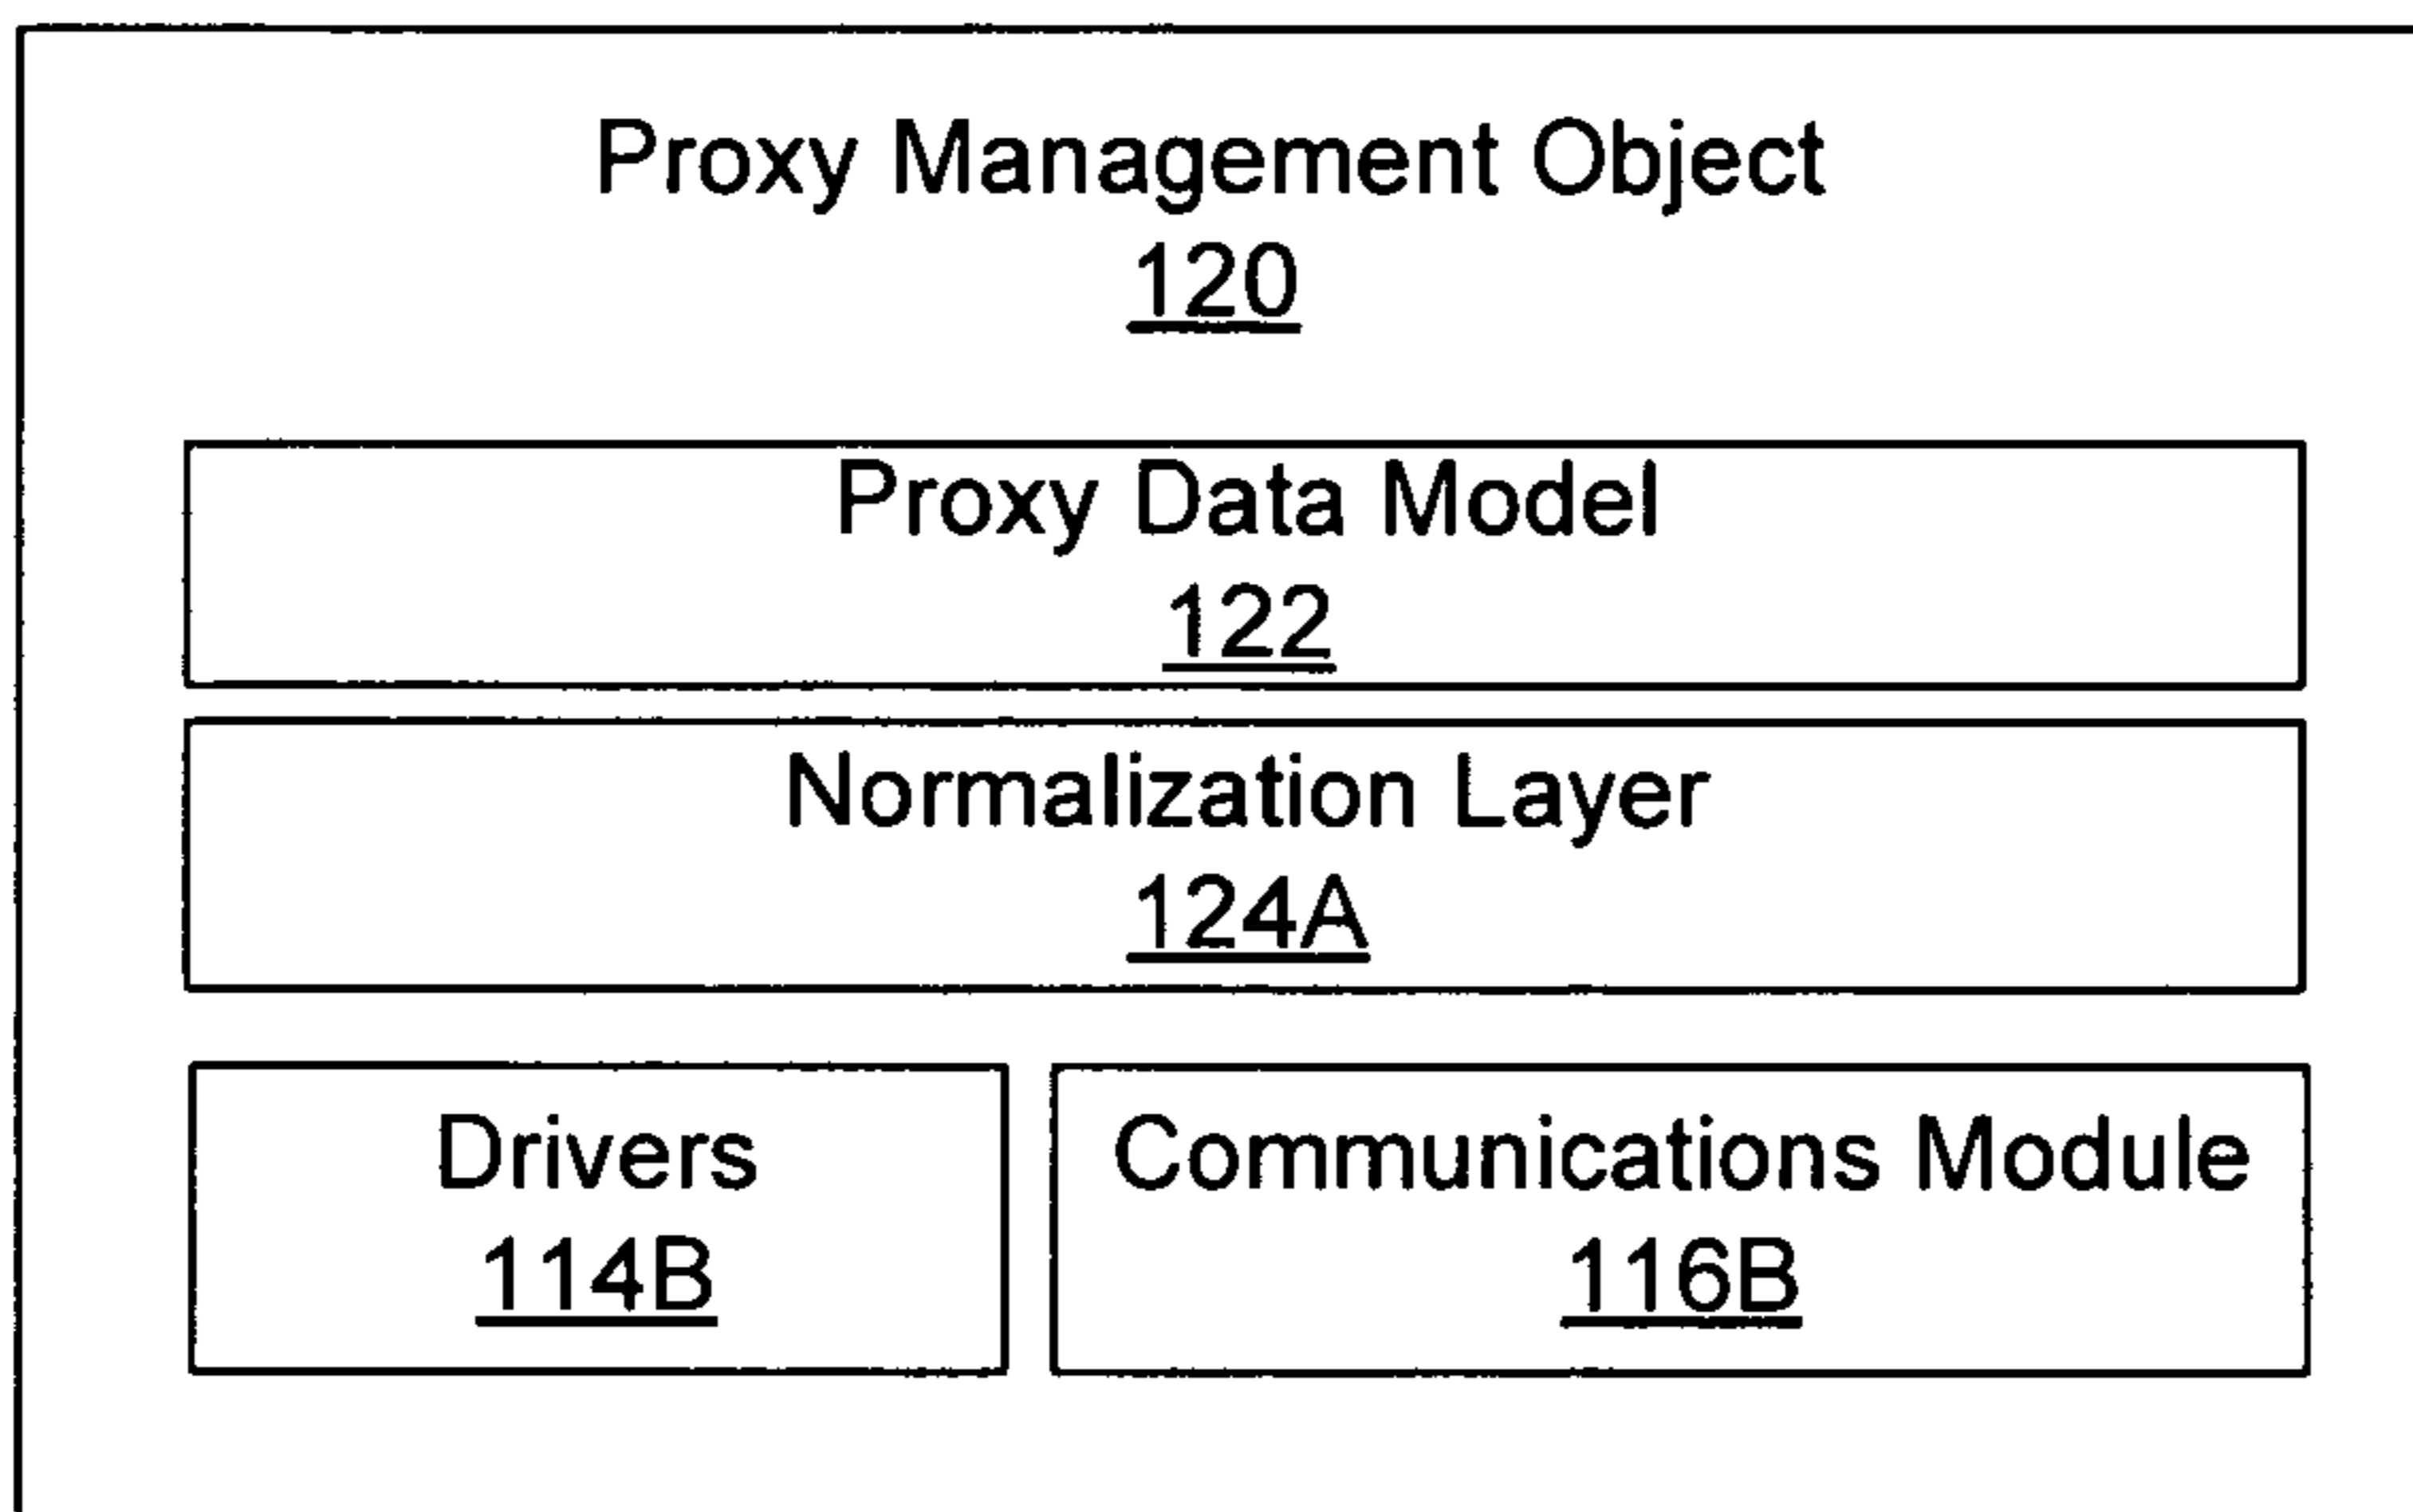 Proxy Management Object
120
Proxy Data Model
122
Normalization Layer
124A
Drivers
114B
Communications Module
116B